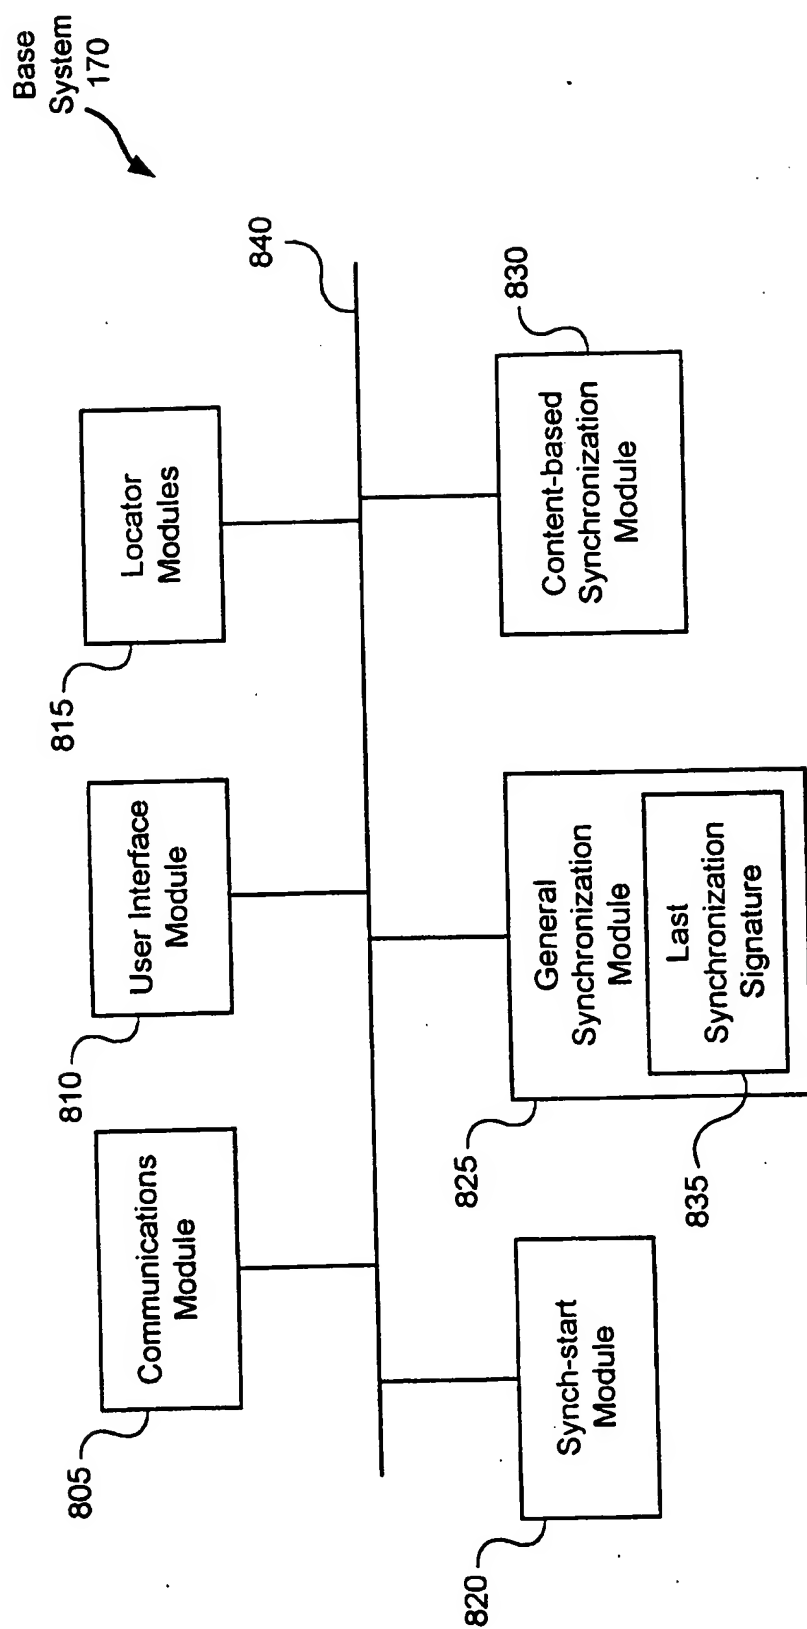 Base
System
170
840
805
Communications
Module
810
User Interface
Module
815
Locator
Modules
820
Synch-start
Module
825
General
Synchronization
Module
835
Last
Synchronization
Signature
830
Content-based
Synchronization
Module